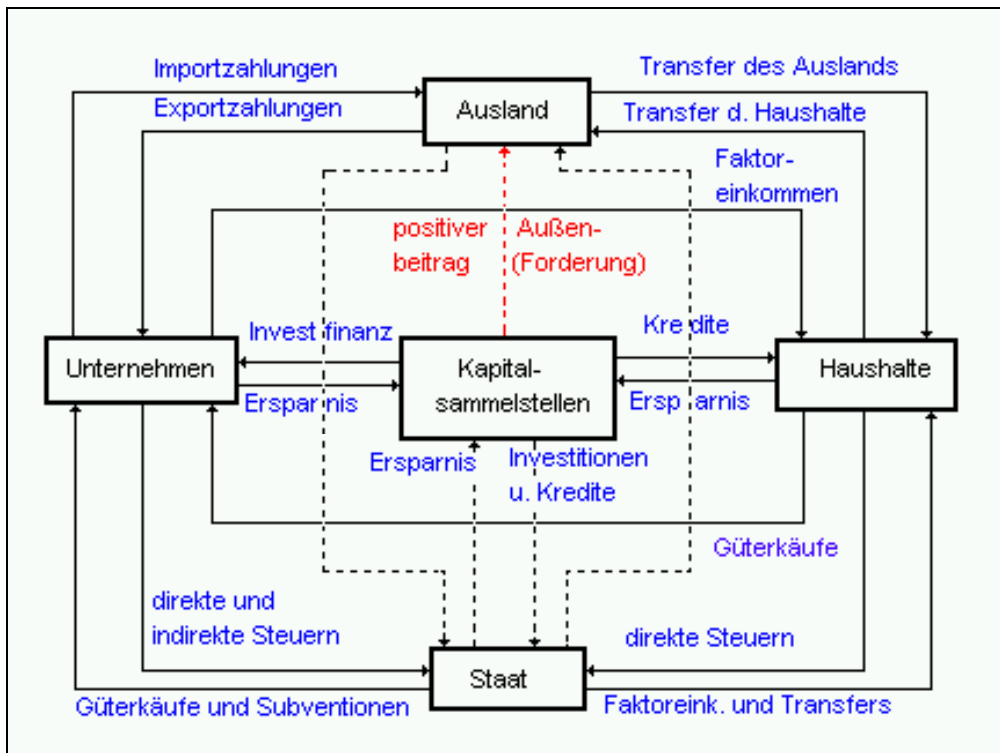 Importzahlungen
Transfer des Auslands
Ausland
Exportzahlungen
Transfer d. Haushalte
Faktor-
einkommen
positiver Außen-
beitrag (Forderung)
Invest finanz
Kre dite
Unternehmen
Kapital-
sammelstellen
Haushalte
Erspar nis
Ersp arnis
Ersparnis
Investitionen
u. Kredite
Güterkäufe
direkte und
indirekte Steuern
direkte Steuern
Staat
Güterkäufe und Subventionen
Faktoreink. und Transfers